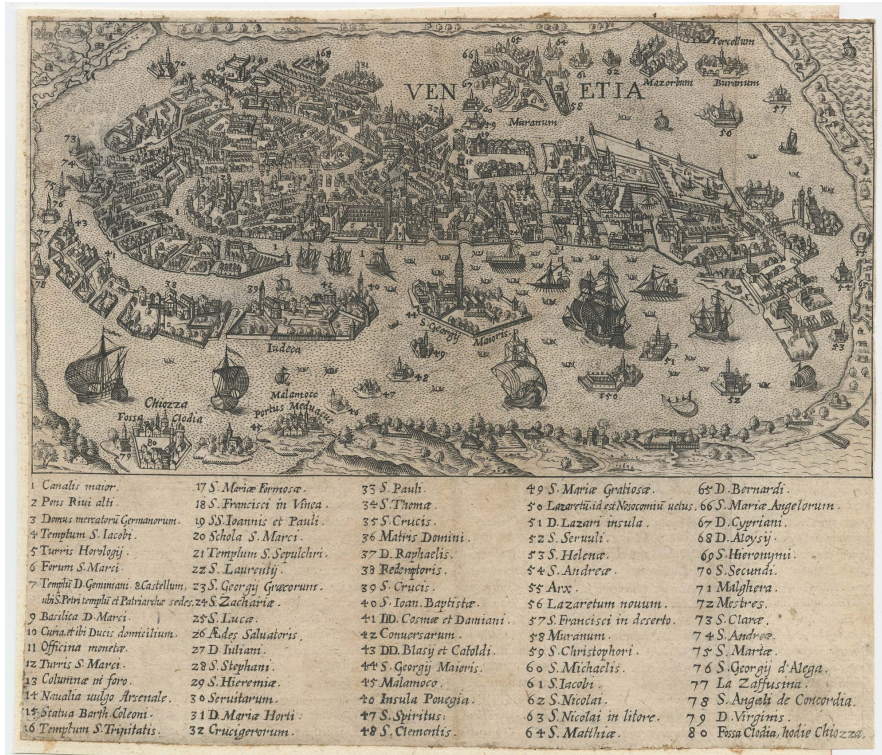 VENETIA
Torcellum
Mazorbum
Buranum
Muranum
Iudeca
S. Georgij Maioris
Chiozza
Fossa Clodia
Malamoco
Portus Meduaci
1 Canalis maior.
2 Pons Riui alti.
3 Domus mercatorū Germanorum.
4 Templum S. Iacobi.
5 Turris Horologij.
6 Forum S. Marci.
7 Templū D. Gemmiani. 8. Castellum,
ubi S. Petri templū et Patriarchæ sedes.
9 Basilica D. Marci.
10 Curia, et ibi Ducis domicilium.
11 Officina monetæ.
12 Turris S. Marci.
13 Columnæ in foro.
14 Naualia uulgo Arsenale.
15 Statua Barth. Coleoni.
16 Templum S. Trinitatis.
17 S. Mariæ Formosæ.
18 S. Francisci in Vinea.
19 SS. Ioannis et Pauli.
20 Schola S. Marci.
21 Templum S. Sepulchri.
22 S. Laurentij.
23 S. Georgij Græcorum.
24 S. Zachariæ.
25 S. Lucæ.
26 Ædes Saluatoris.
27 D. Iuliani.
28 S. Stephani.
29 S. Hieremiæ.
30 Seruitarum.
31 D. Mariæ Horti.
32 Crucigerorum.
33 S. Pauli.
34 S. Thomæ.
35 S. Crucis.
36 Matris Domini.
37 D. Raphaelis.
38 Redemptoris.
39 S. Crucis.
40 S. Ioan. Baptistæ.
41 DD. Cosmæ et Damiani.
42 Conuersarum.
43 DD. Blasy et Catoldi.
44 S. Georgij Maioris.
45 Malamoco.
46 Insula Pouegia.
47 S. Spiritus.
48 S. Clementis.
49 S. Mariæ Gratiosæ.
50 Lazaretū, id est Nosocomiū uetus.
51 D. Lazari insula.
52 S. Seruuli.
53 S. Helenæ.
54 S. Andreæ.
55 Arx.
56 Lazaretum nouum.
57 S. Francisci in deserto.
58 Muranum.
59 S. Christophori.
60 S. Michaelis.
61 S. Iacobi.
62 S. Nicolai.
63 S. Nicolai in litore.
64 S. Matthiæ.
65 D. Bernardi.
66 S. Mariæ Angelorum.
67 D. Cypriani.
68 D. Aloysij.
69 S. Hieronymi.
70 S. Secundi.
71 Malghera.
72 Mestres.
73 S. Claræ.
74 S. Andreæ.
75 S. Mariæ.
76 S. Georgij d'Alega.
77 La Zaffusina.
78 S. Angeli de Concordia.
79 D. Virginis.
80 Fossa Clodia, hodie Chiozza.